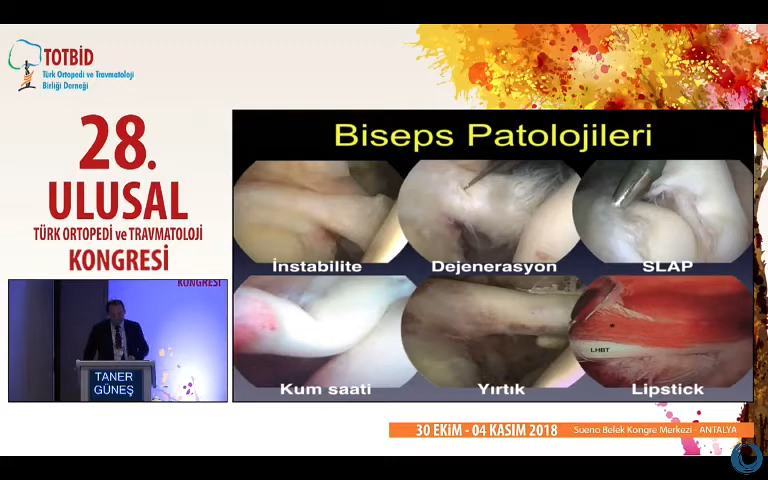 TOTBİD
Türk Ortopedi ve Travmatoloji
Birliği Derneği
28.
ULUSAL
TÜRK ORTOPEDİ ve TRAVMATOLOJİ
KONGRESİ
KONGRESİ
TANER
GÜNEŞ
Biseps Patolojileri
İnstabilite
Dejenerasyon
SLAP
LHBT
Kum saati
Yırtık
Lipstick
30 EKİM - 04 KASIM 2018 Sueno Belek Kongre Merkezi - ANTALYA